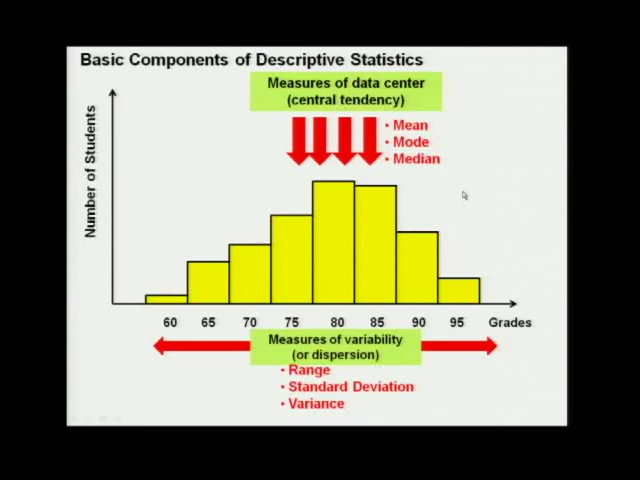 Basic Components of Descriptive Statistics
Measures of data center
(central tendency)
• Mean
• Mode
• Median
Number of Students
60 65 70 75 80 85 90 95 Grades
Measures of variability
(or dispersion)
• Range
• Standard Deviation
• Variance